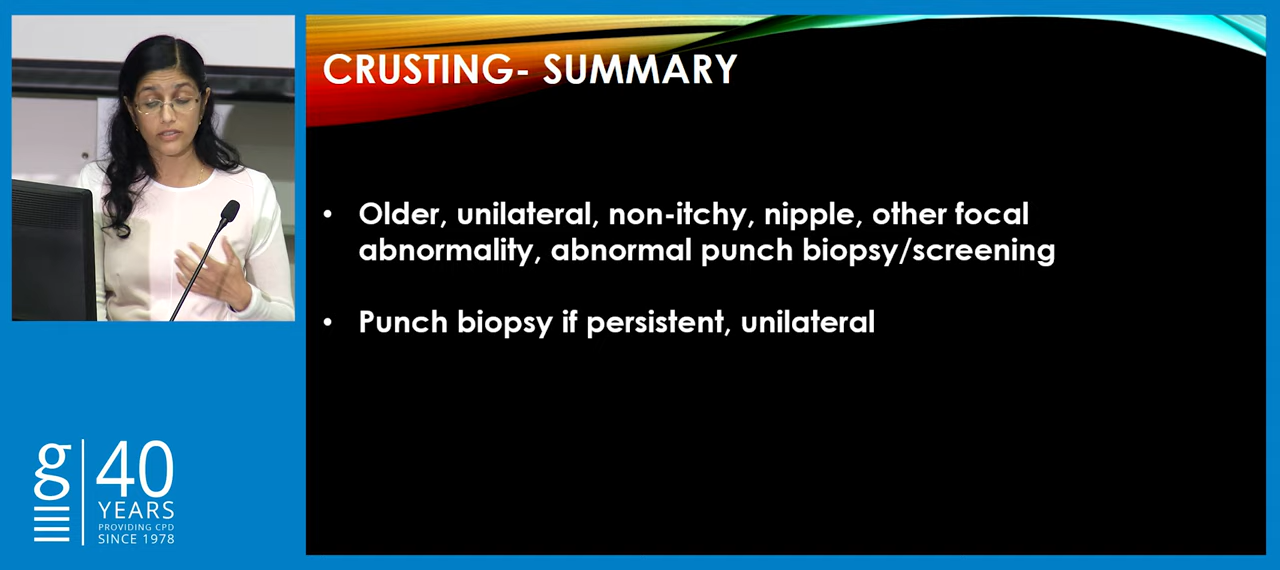 CRUSTING- SUMMARY
• Older, unilateral, non-itchy, nipple, other focal
abnormality, abnormal punch biopsy/screening
• Punch biopsy if persistent, unilateral
g
40
YEARS
PROVIDING CPD
SINCE 1978